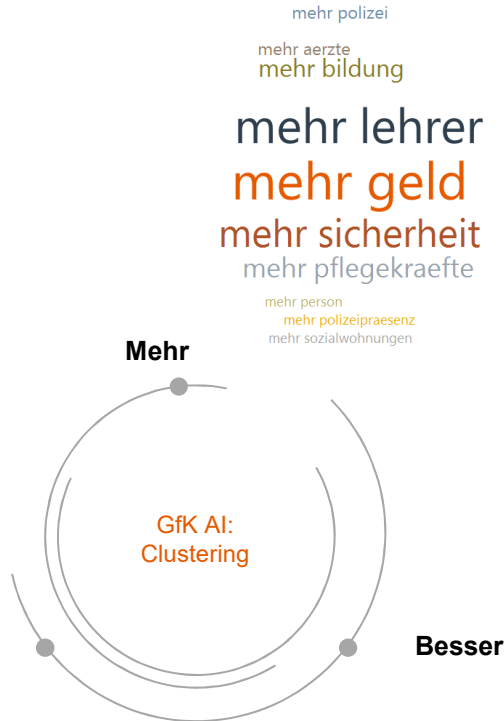 mehr polizei
mehr aerzte
mehr bildung
mehr lehrer
mehr geld
mehr sicherheit
mehr pflegekraefte
mehr person
mehr polizeipraesenz
mehr sozialwohnungen
Mehr
GfK AI:
Clustering
Besser